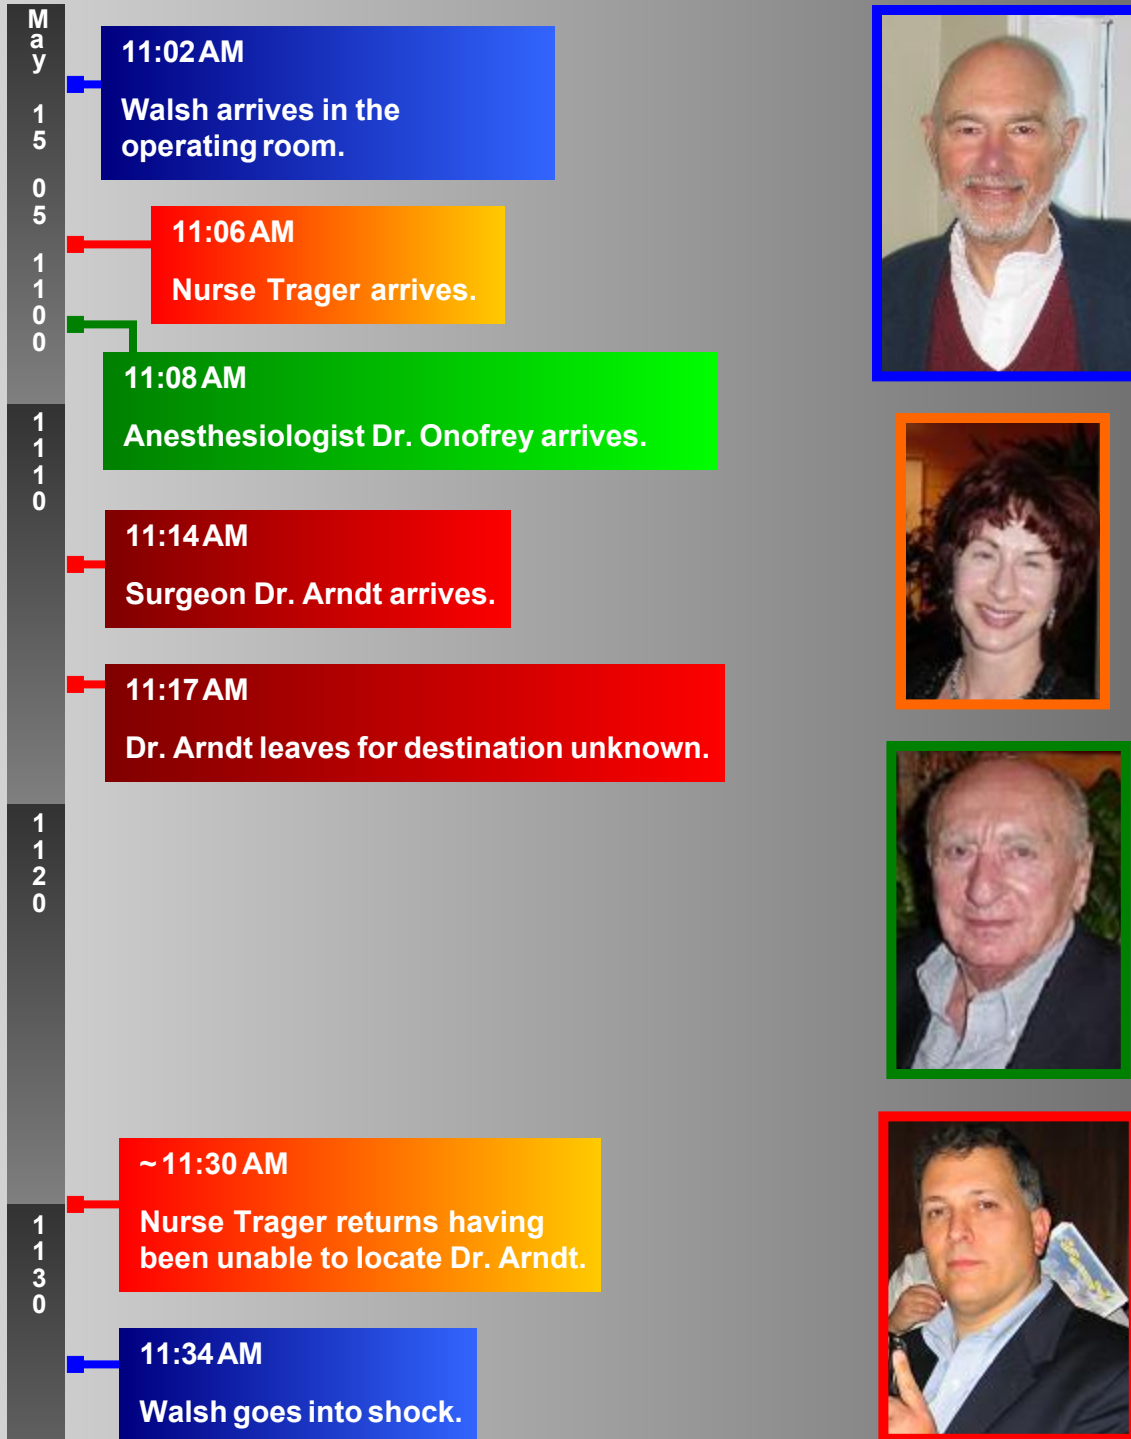 May 15 05 1100
11:02 AM
Walsh arrives in the
operating room.
11:06 AM
Nurse Trager arrives.
11:08 AM
Anesthesiologist Dr. Onofrey arrives.
1110
11:14 AM
Surgeon Dr. Arndt arrives.
11:17 AM
Dr. Arndt leaves for destination unknown.
1120
~ 11:30 AM
Nurse Trager returns having
been unable to locate Dr. Arndt.
1130
11:34 AM
Walsh goes into shock.